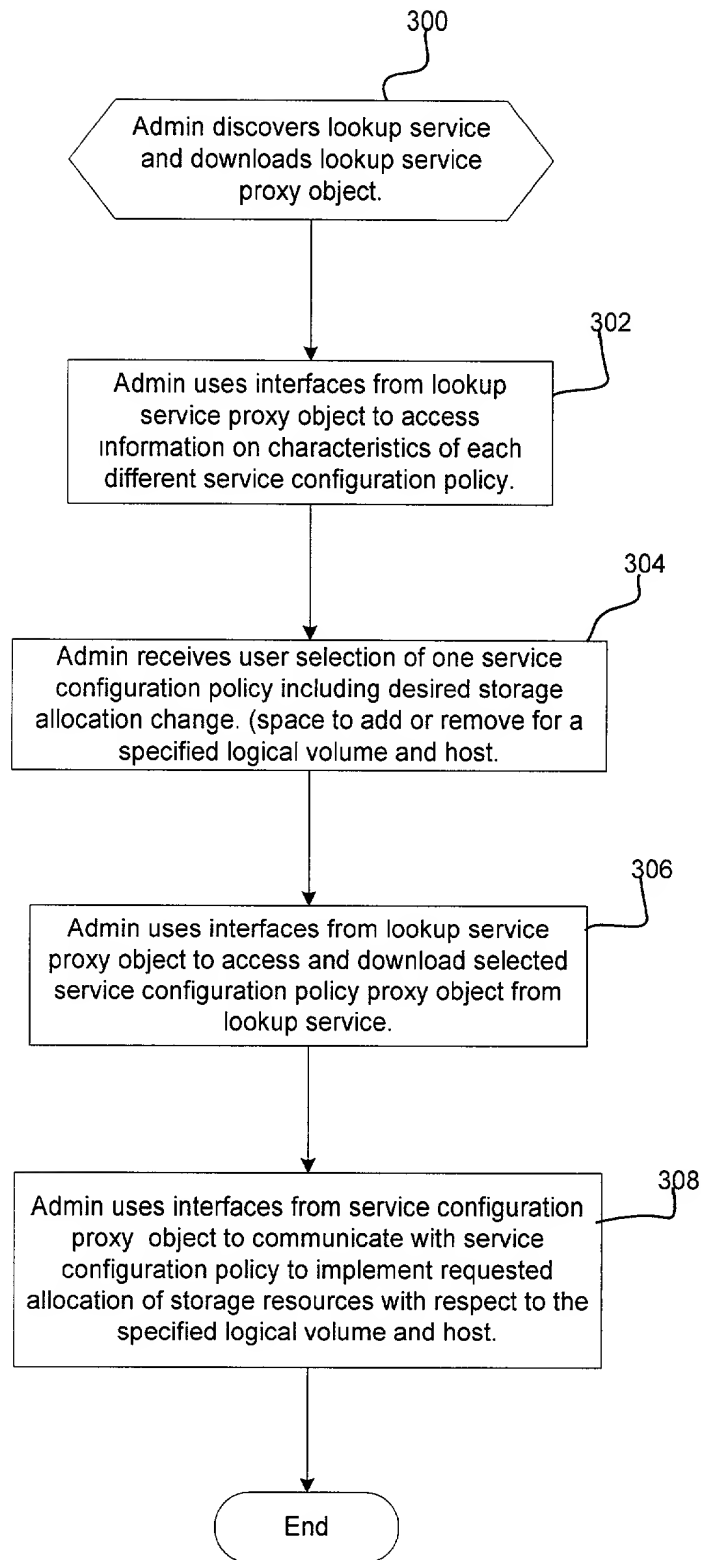 300
Admin discovers lookup service
and downloads lookup service
proxy object.
302
Admin uses interfaces from lookup
service proxy object to access
information on characteristics of each
different service configuration policy.
304
Admin receives user selection of one service
configuration policy including desired storage
allocation change. (space to add or remove for a
specified logical volume and host.
306
Admin uses interfaces from lookup service
proxy object to access and download selected
service configuration policy proxy object from
lookup service.
308
Admin uses interfaces from service configuration
proxy object to communicate with service
configuration policy to implement requested
allocation of storage resources with respect to the
specified logical volume and host.
End